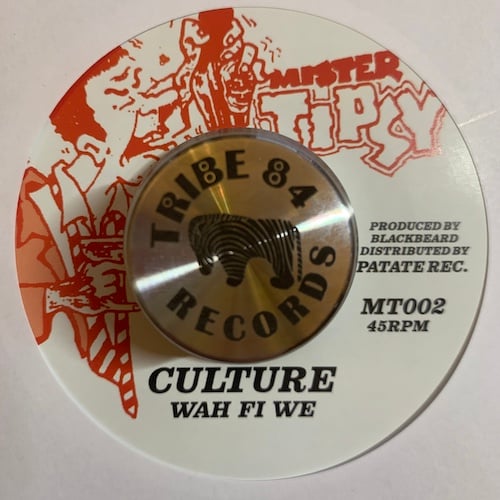 MISTER
TIPSY
TRIBE 84
RECORDS
PRODUCED BY
BLACKBEARD
DISTRIBUTED BY
PATATE REC.
MT002
45RPM
CULTURE
WAH FI WE